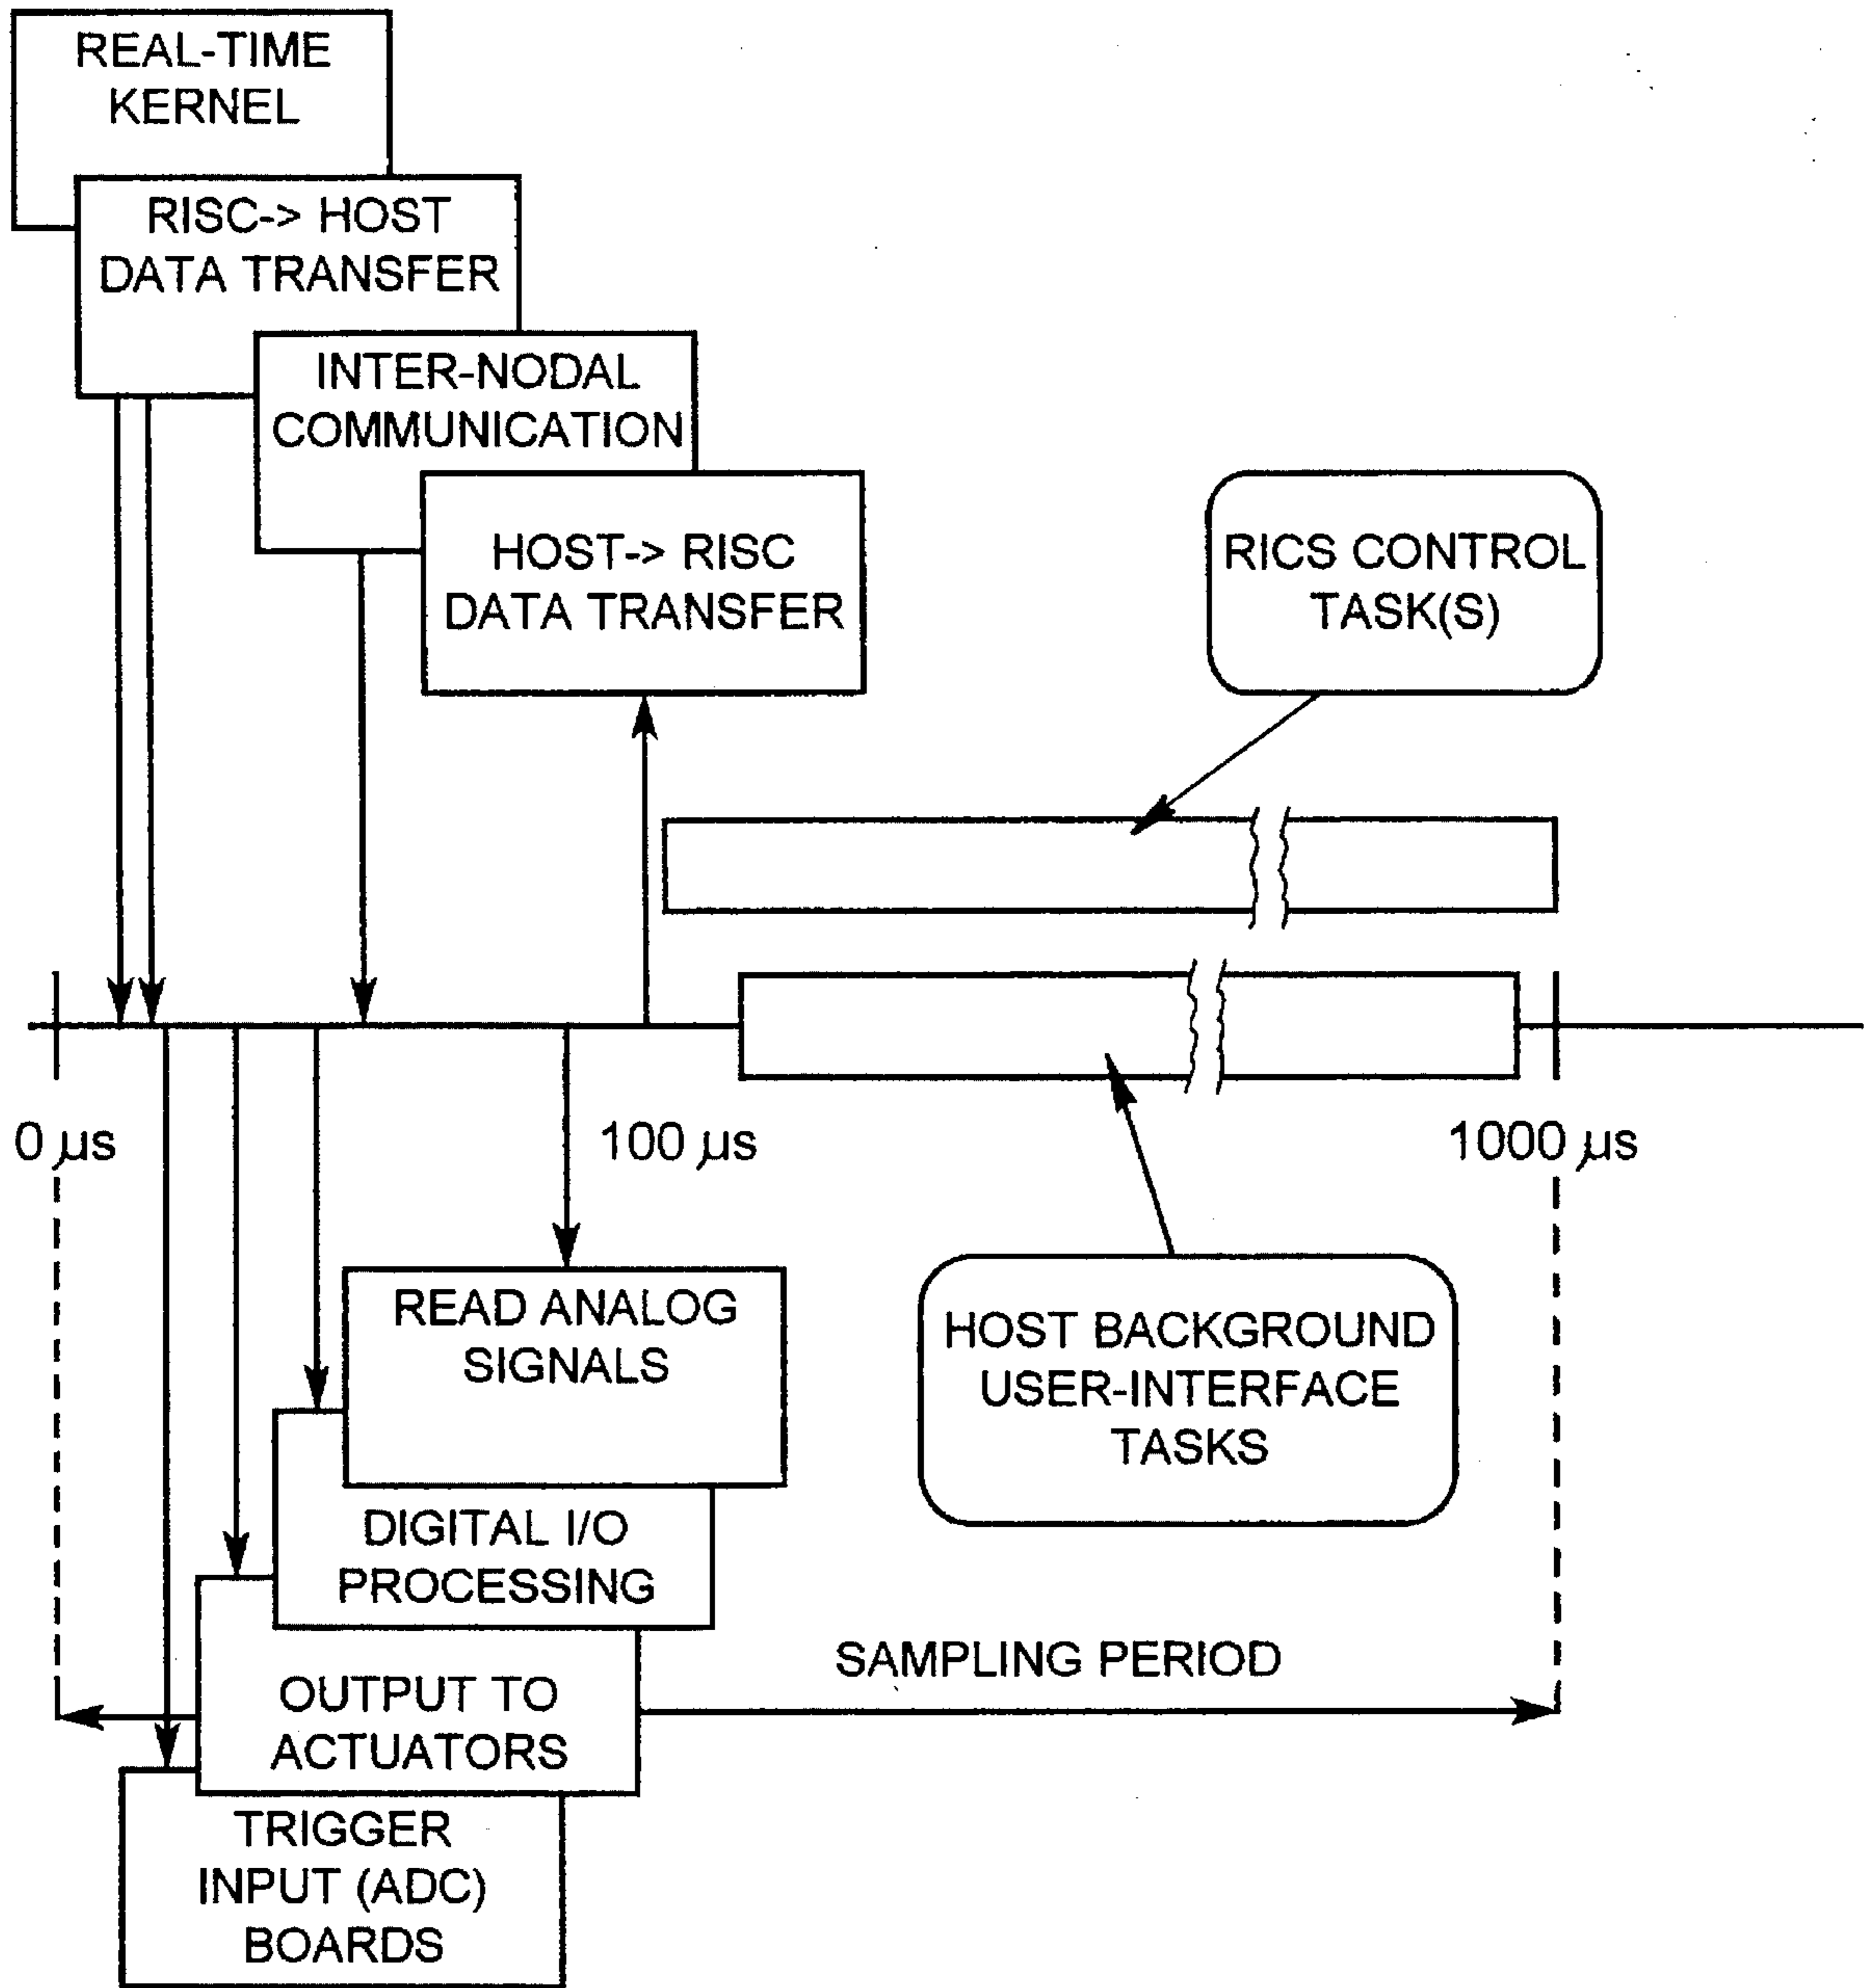 REAL-TIME
KERNEL
RISC-> HOST
DATA TRANSFER
INTER-NODAL
COMMUNICATION
HOST-> RISC
DATA TRANSFER
RICS CONTROL
TASK(S)
0 µs
100 µs
1000 µs
READ ANALOG
SIGNALS
HOST BACKGROUND
USER-INTERFACE
TASKS
DIGITAL I/O
PROCESSING
SAMPLING PERIOD
OUTPUT TO
ACTUATORS
TRIGGER
INPUT (ADC)
BOARDS